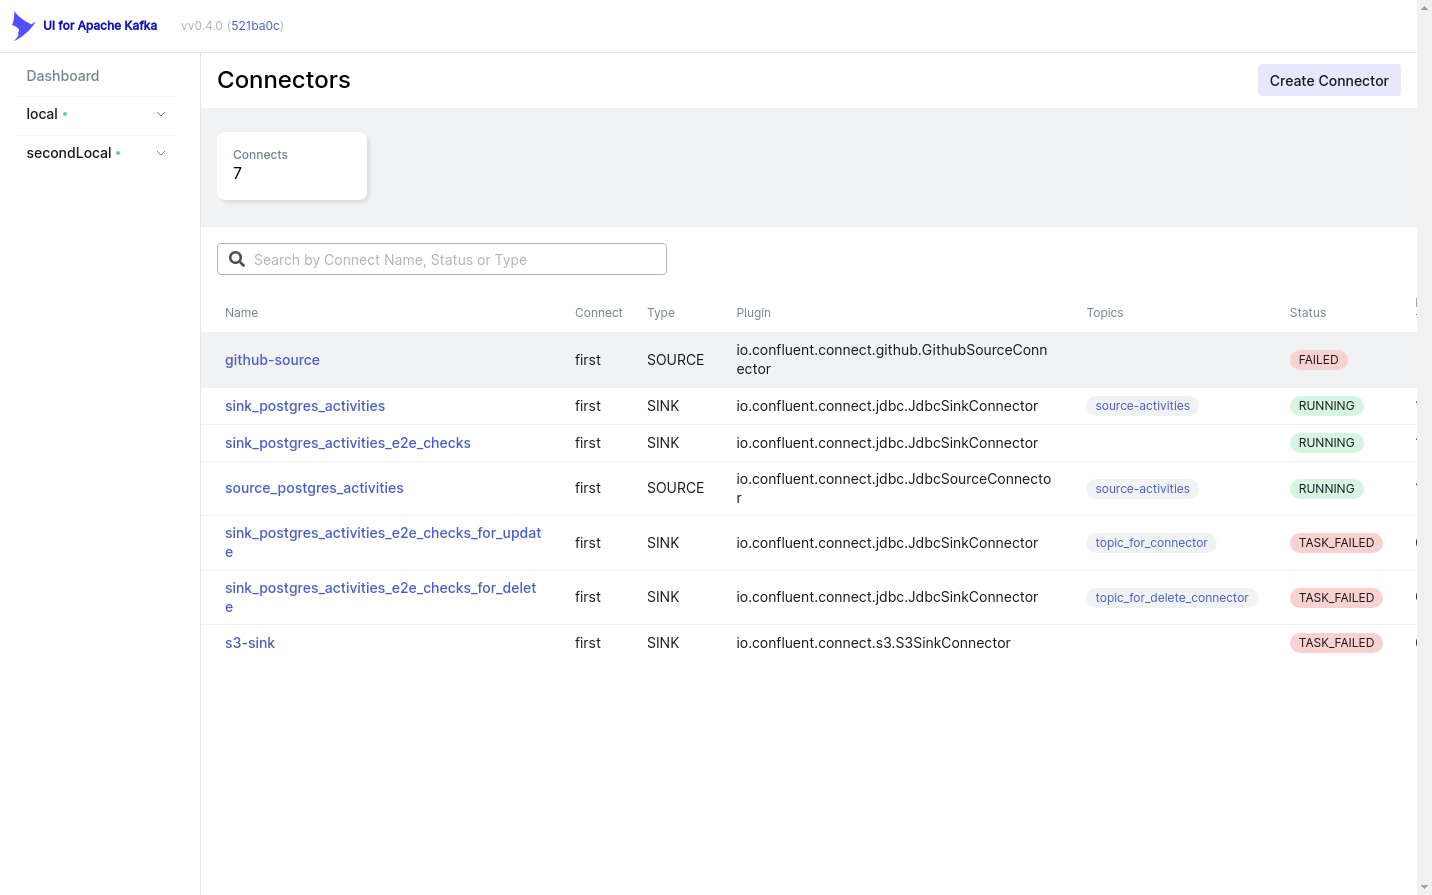 UI for Apache Kafka vv0.4.0 (521ba0c)
Dashboard
local
secondLocal
Connectors
Create Connector
Connects
7
Search by Connect Name, Status or Type
Name Connect Type Plugin Topics Status
github-source first SOURCE io.confluent.connect.github.GithubSourceConn
ector FAILED
sink_postgres_activities first SINK io.confluent.connect.jdbc.JdbcSinkConnector source-activities RUNNING
sink_postgres_activities_e2e_checks first SINK io.confluent.connect.jdbc.JdbcSinkConnector RUNNING
source_postgres_activities first SOURCE io.confluent.connect.jdbc.JdbcSourceConnecto
r source-activities RUNNING
sink_postgres_activities_e2e_checks_for_updat
e first SINK io.confluent.connect.jdbc.JdbcSinkConnector topic_for_connector TASK_FAILED
sink_postgres_activities_e2e_checks_for_delet
e first SINK io.confluent.connect.jdbc.JdbcSinkConnector topic_for_delete_connector TASK_FAILED
s3-sink first SINK io.confluent.connect.s3.S3SinkConnector TASK_FAILED